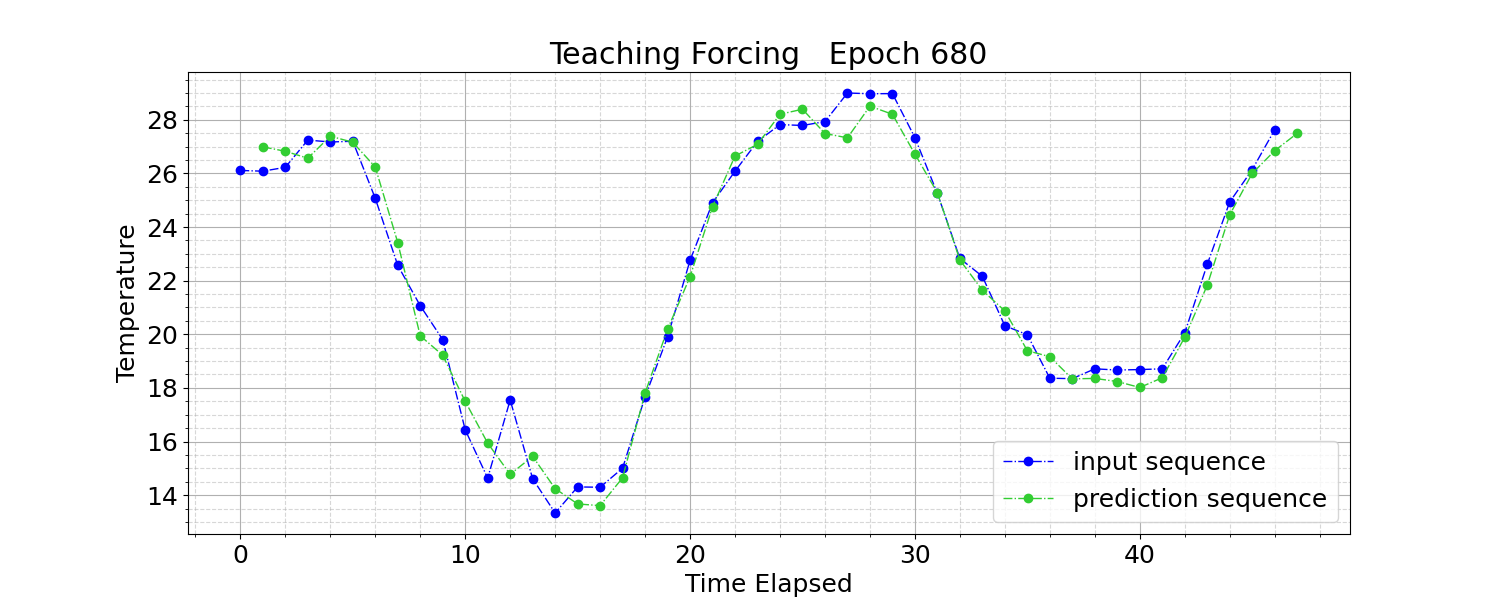 Teaching Forcing   Epoch 680
28
26
24
22
20
18
16
14
Temperature
input sequence
prediction sequence
0 10 20 30 40
Time Elapsed